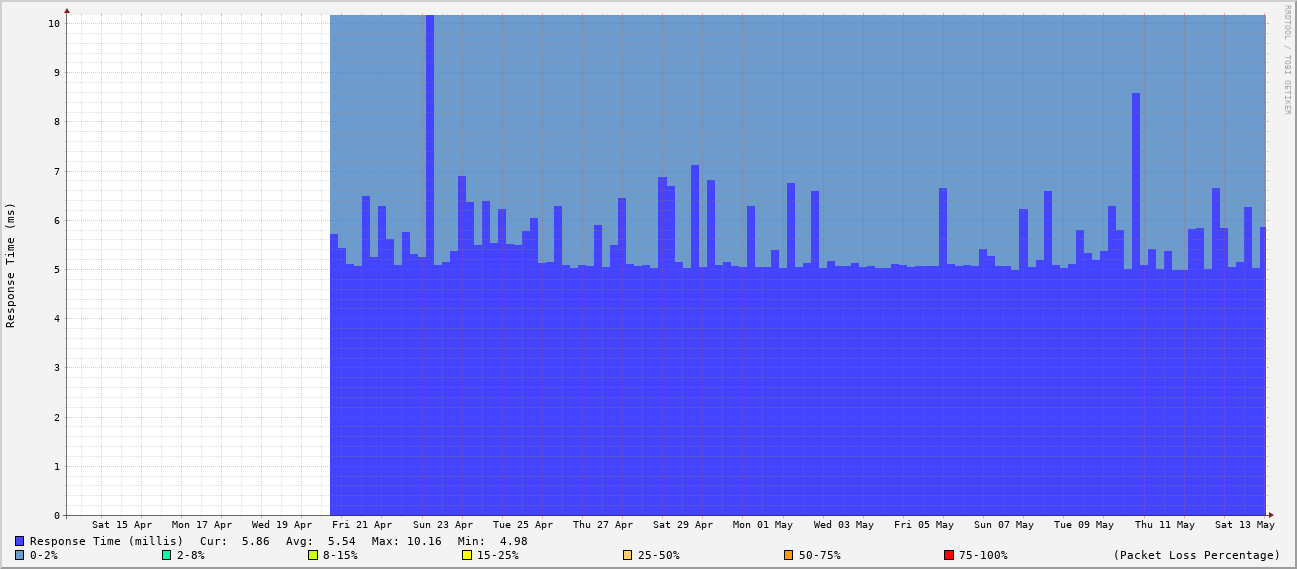 RRDTOOL / TOBI OETIKER
Response Time (ms)
10
9
8
7
6
5
4
3
2
1
0
Sat 15 Apr Mon 17 Apr Wed 19 Apr Fri 21 Apr Sun 23 Apr Tue 25 Apr Thu 27 Apr Sat 29 Apr Mon 01 May Wed 03 May Fri 05 May Sun 07 May Tue 09 May Thu 11 May Sat 13 May
Response Time (millis) Cur: 5.86 Avg: 5.54 Max: 10.16 Min: 4.98
0-2% 2-8% 8-15% 15-25% 25-50% 50-75% 75-100% (Packet Loss Percentage)